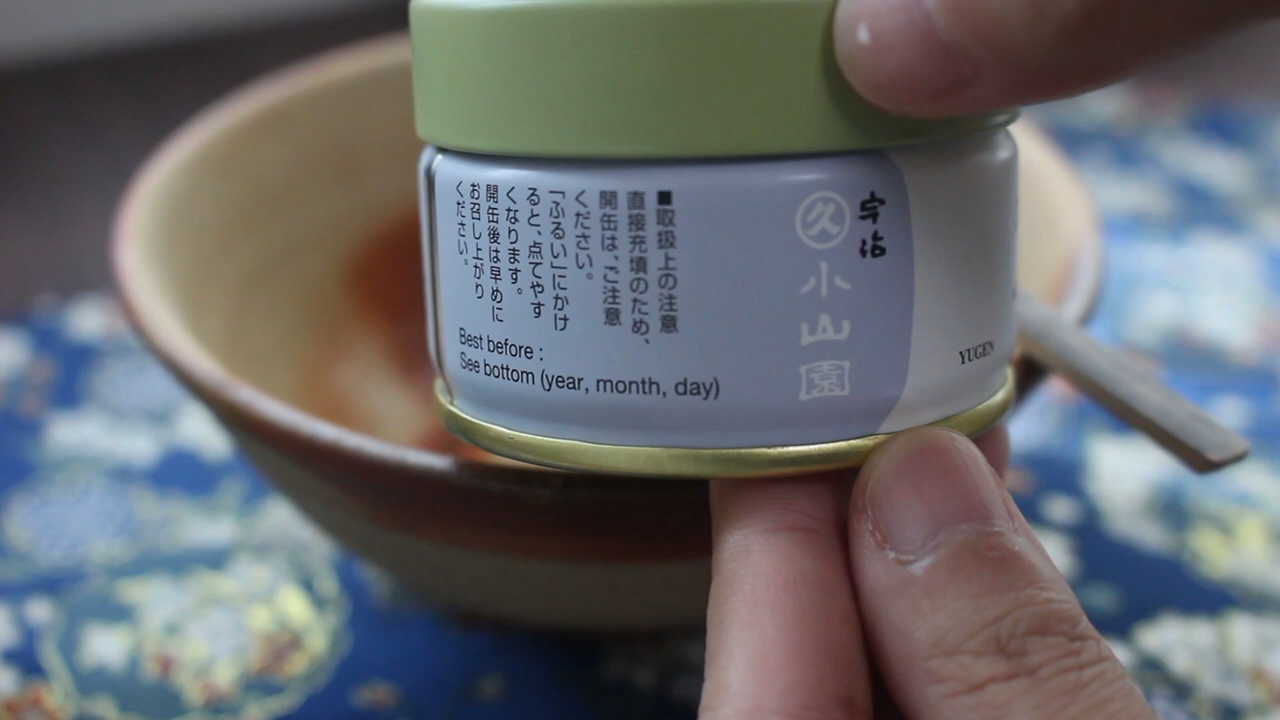 宇治
久
小山園
YUGEN
■取扱上の注意
直接充填のため、
開缶は、ご注意
ください。
「ふるい」にかけ
ると、点てやす
くなります。
開缶後は早めに
お召し上がり
ください。
Best before :
See bottom (year, month, day)